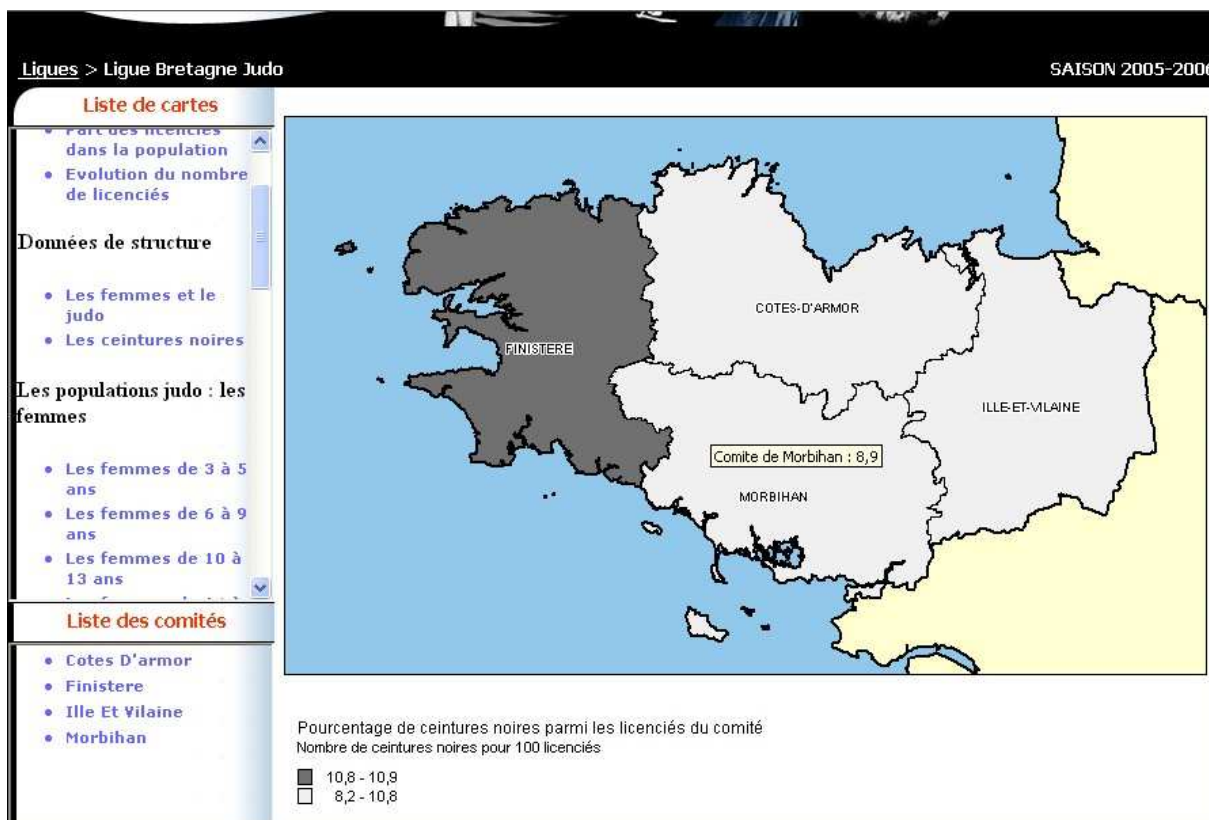 Ligues > Ligue Bretagne Judo
SAISON 2005-2006
Liste de cartes
Part des licenciés
dans la population
Evolution du nombre
de licenciés
Données de structure
Les femmes et le
judo
Les ceintures noires
Les populations judo : les
femmes
Les femmes de 3 à 5
ans
Les femmes de 6 à 9
ans
Les femmes de 10 à
13 ans
Liste des comités
Cotes D'armor
Finistere
Ille Et Vilaine
Morbihan
COTES-D'ARMOR
FINISTERE
ILLE-ET-VILAINE
Comite de Morbihan : 8,9
MORBIHAN
Pourcentage de ceintures noires parmi les licenciés du comité
Nombre de ceintures noires pour 100 licenciés
10,8 - 10,9
8,2 - 10,8